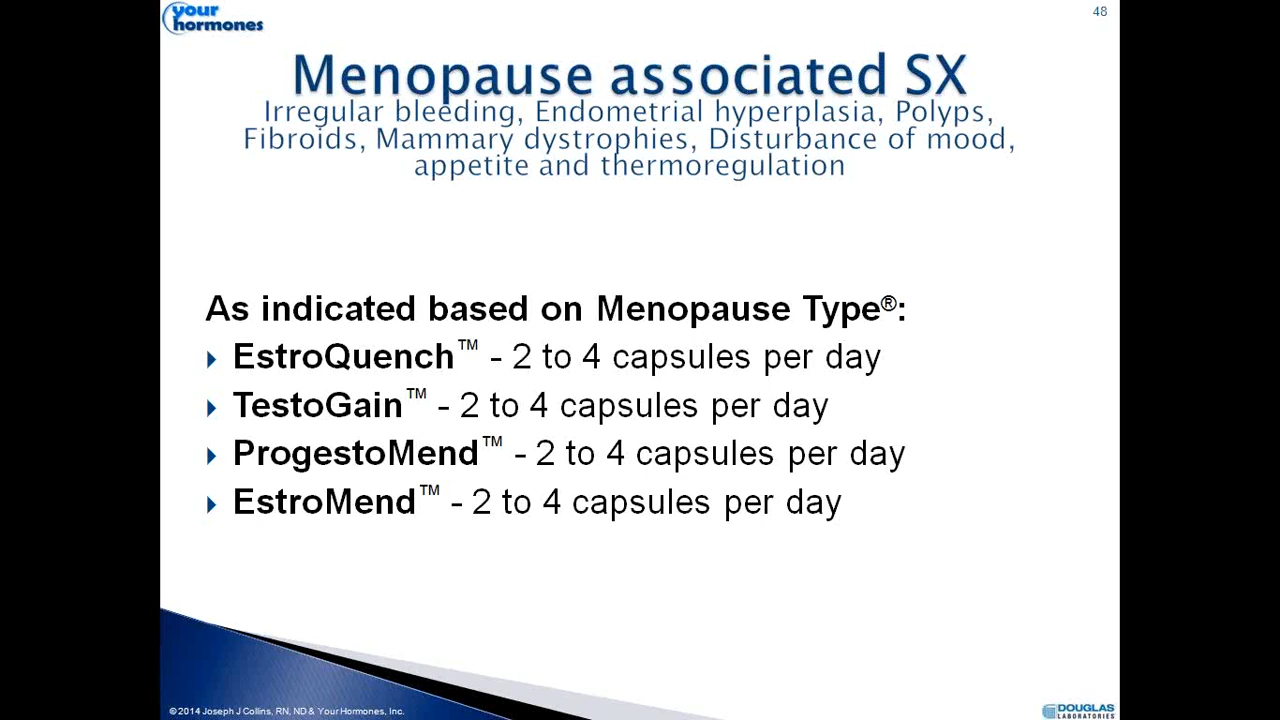 your
hormones
48
Menopause associated SX
Irregular bleeding, Endometrial hyperplasia, Polyps,
Fibroids, Mammary dystrophies, Disturbance of mood,
appetite and thermoregulation
As indicated based on Menopause Type®:
EstroQuench™ - 2 to 4 capsules per day
TestoGain™ - 2 to 4 capsules per day
ProgestoMend™ - 2 to 4 capsules per day
EstroMend™ - 2 to 4 capsules per day
© 2014 Joseph J Collins, RN, ND & Your Hormones, Inc.
DOUGLAS
LABORATORIES